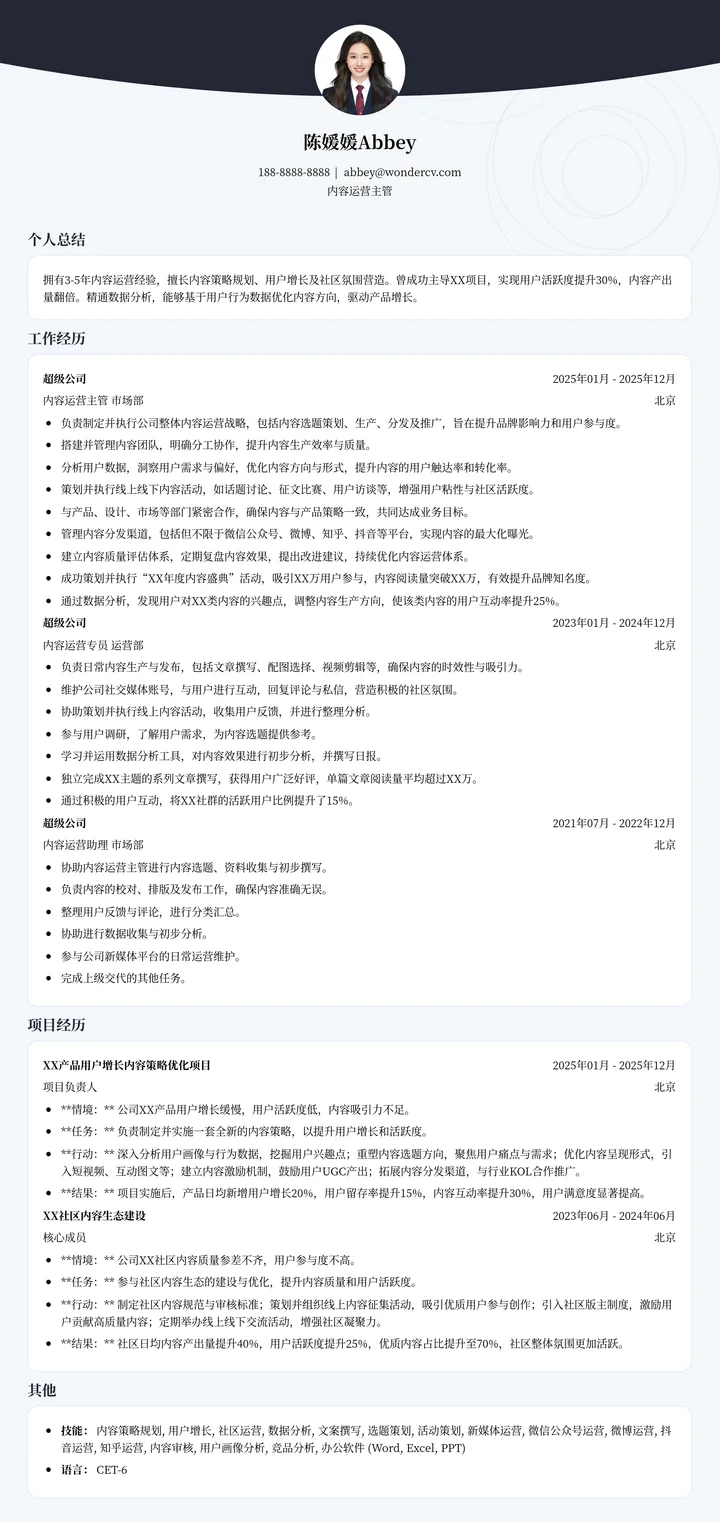 陈媛媛Abbey
188-8888-8888 | abbey@wondercv.com
内容运营主管
个人总结
拥有3-5年内容运营经验，擅长内容策略规划、用户增长及社区氛围营造。曾成功主导XX项目，实现用户活跃度提升30%，内容产出
量翻倍。精通数据分析，能够基于用户行为数据优化内容方向，驱动产品增长。
工作经历
超级公司 2025年01月 - 2025年12月
内容运营主管 市场部 北京
• 负责制定并执行公司整体内容运营战略，包括内容选题策划、生产、分发及推广，旨在提升品牌影响力和用户参与度。
• 搭建并管理内容团队，明确分工协作，提升内容生产效率与质量。
• 分析用户数据，洞察用户需求与偏好，优化内容方向与形式，提升内容的用户触达率和转化率。
• 策划并执行线上线下内容活动，如话题讨论、征文比赛、用户访谈等，增强用户粘性与社区活跃度。
• 与产品、设计、市场等部门紧密合作，确保内容与产品策略一致，共同达成业务目标。
• 管理内容分发渠道，包括但不限于微信公众号、微博、知乎、抖音等平台，实现内容的最大化曝光。
• 建立内容质量评估体系，定期复盘内容效果，提出改进建议，持续优化内容运营体系。
• 成功策划并执行“XX年度内容盛典”活动，吸引XX万用户参与，内容阅读量突破XX万，有效提升品牌知名度。
• 通过数据分析，发现用户对XX类内容的兴趣点，调整内容生产方向，使该类内容的用户互动率提升25%。
超级公司 2023年01月 - 2024年12月
内容运营专员 运营部 北京
• 负责日常内容生产与发布，包括文章撰写、配图选择、视频剪辑等，确保内容的时效性与吸引力。
• 维护公司社交媒体账号，与用户进行互动，回复评论与私信，营造积极的社区氛围。
• 协助策划并执行线上内容活动，收集用户反馈，并进行整理分析。
• 参与用户调研，了解用户需求，为内容选题提供参考。
• 学习并运用数据分析工具，对内容效果进行初步分析，并撰写日报。
• 独立完成XX主题的系列文章撰写，获得用户广泛好评，单篇文章阅读量平均超过XX万。
• 通过积极的用户互动，将XX社群的活跃用户比例提升了15%。
超级公司 2021年07月 - 2022年12月
内容运营助理 市场部 北京
• 协助内容运营主管进行内容选题、资料收集与初步撰写。
• 负责内容的校对、排版及发布工作，确保内容准确无误。
• 整理用户反馈与评论，进行分类汇总。
• 协助进行数据收集与初步分析。
• 参与公司新媒体平台的日常运营维护。
• 完成上级交代的其他任务。
项目经历
XX产品用户增长内容策略优化项目 2025年01月 - 2025年12月
项目负责人 北京
• **情境：** 公司XX产品用户增长缓慢，用户活跃度低，内容吸引力不足。
• **任务：** 负责制定并实施一套全新的内容策略，以提升用户增长和活跃度。
• **行动：** 深入分析用户画像与行为数据，挖掘用户兴趣点；重塑内容选题方向，聚焦用户痛点与需求；优化内容呈现形式，引
入短视频、互动图文等；建立内容激励机制，鼓励用户UGC产出；拓展内容分发渠道，与行业KOL合作推广。
• **结果：** 项目实施后，产品日均新增用户增长20%，用户留存率提升15%，内容互动率提升30%，用户满意度显著提高。
XX社区内容生态建设 2023年06月 - 2024年06月
核心成员 北京
• **情境：** 公司XX社区内容质量参差不齐，用户参与度不高。
• **任务：** 参与社区内容生态的建设与优化，提升内容质量和用户活跃度。
• **行动：** 制定社区内容规范与审核标准；策划并组织线上内容征集活动，吸引优质用户参与创作；引入社区版主制度，激励用
户贡献高质量内容；定期举办线上线下交流活动，增强社区凝聚力。
• **结果：** 社区日均内容产出量提升40%，用户活跃度提升25%，优质内容占比提升至70%，社区整体氛围更加活跃。
其他
• 技能： 内容策略规划, 用户增长, 社区运营, 数据分析, 文案撰写, 选题策划, 活动策划, 新媒体运营, 微信公众号运营, 微博运营, 抖
音运营, 知乎运营, 内容审核, 用户画像分析, 竞品分析, 办公软件 (Word, Excel, PPT)
• 语言： CET-6